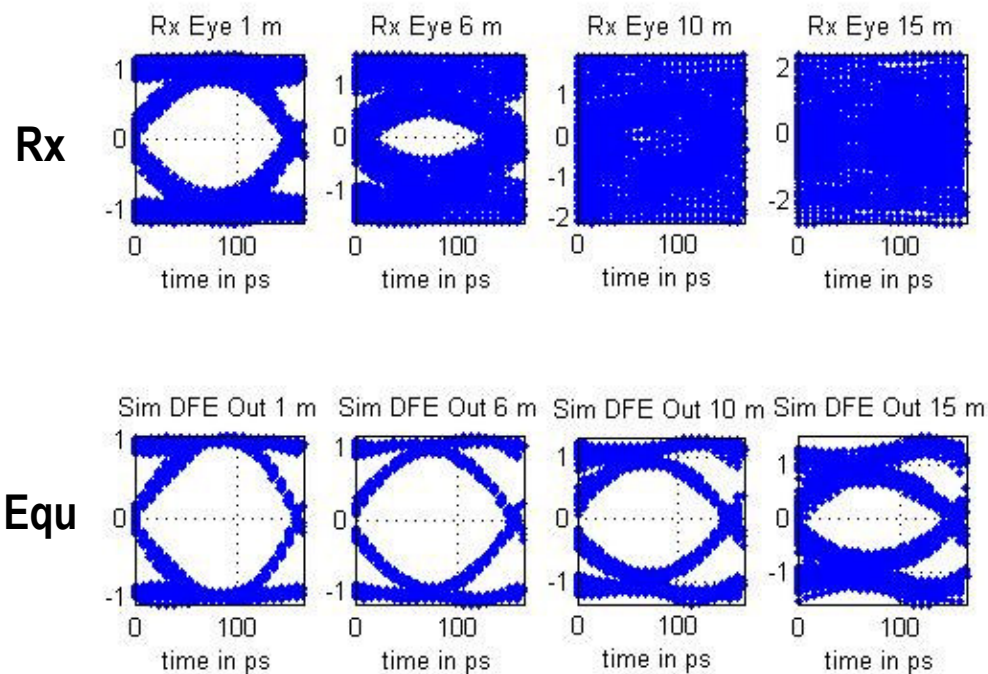 Rx Eye 1 m Rx Eye 6 m Rx Eye 10 m Rx Eye 15 m
1 1 1 2
Rx
0 0 0 0
-1 -1 -1 -2
-2
0 100 0 100 0 100 0 100
time in ps time in ps time in ps time in ps
Sim DFE Out 1 m Sim DFE Out 6 m Sim DFE Out 10 m Sim DFE Out 15 m
1 1 1 1
Equ
0 0 0 0
-1 -1 -1 -1
0 100 0 100 0 100 0 100
time in ps time in ps time in ps time in ps